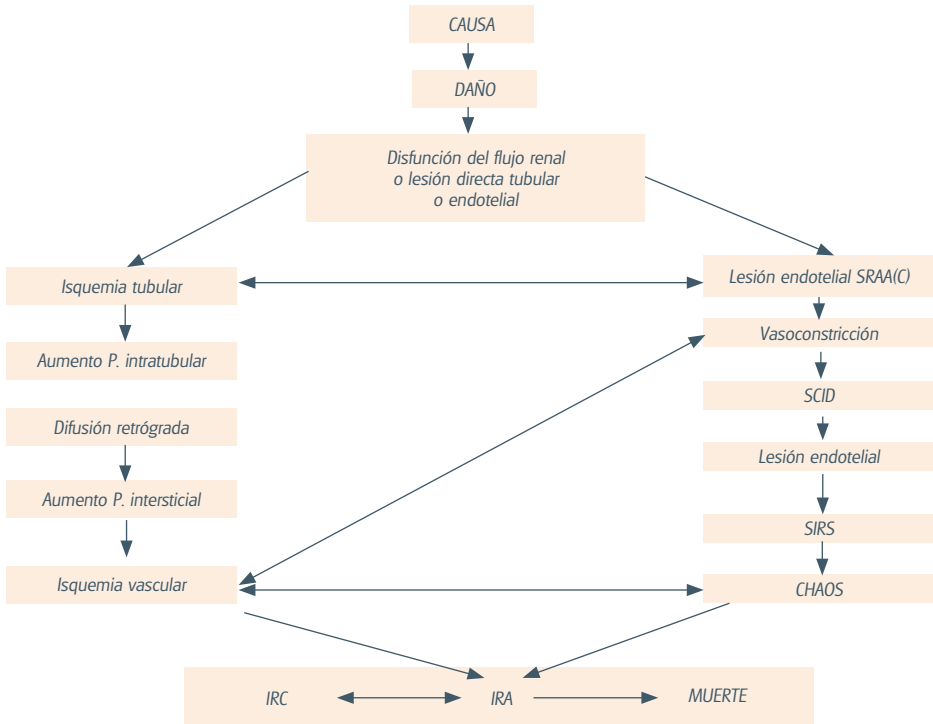 CAUSA
DAÑO
Disfunción del flujo renal
o lesión directa tubular
o endotelial
Isquemia tubular
Lesión endotelial SRAA(C)
Vasoconstricción
Aumento P. intratubular
SCID
Difusión retrógrada
Lesión endotelial
Aumento P. intersticial
SIRS
Isquemia vascular
CHAOS
IRC
IRA
MUERTE